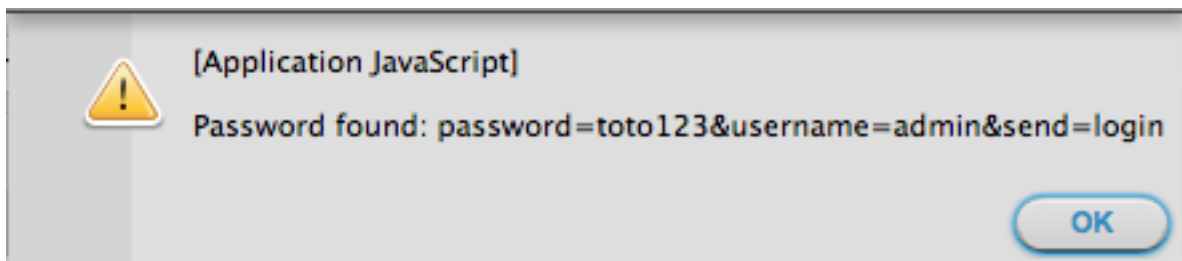 [Application JavaScript]
Password found: password=toto123&username=admin&send=login
OK